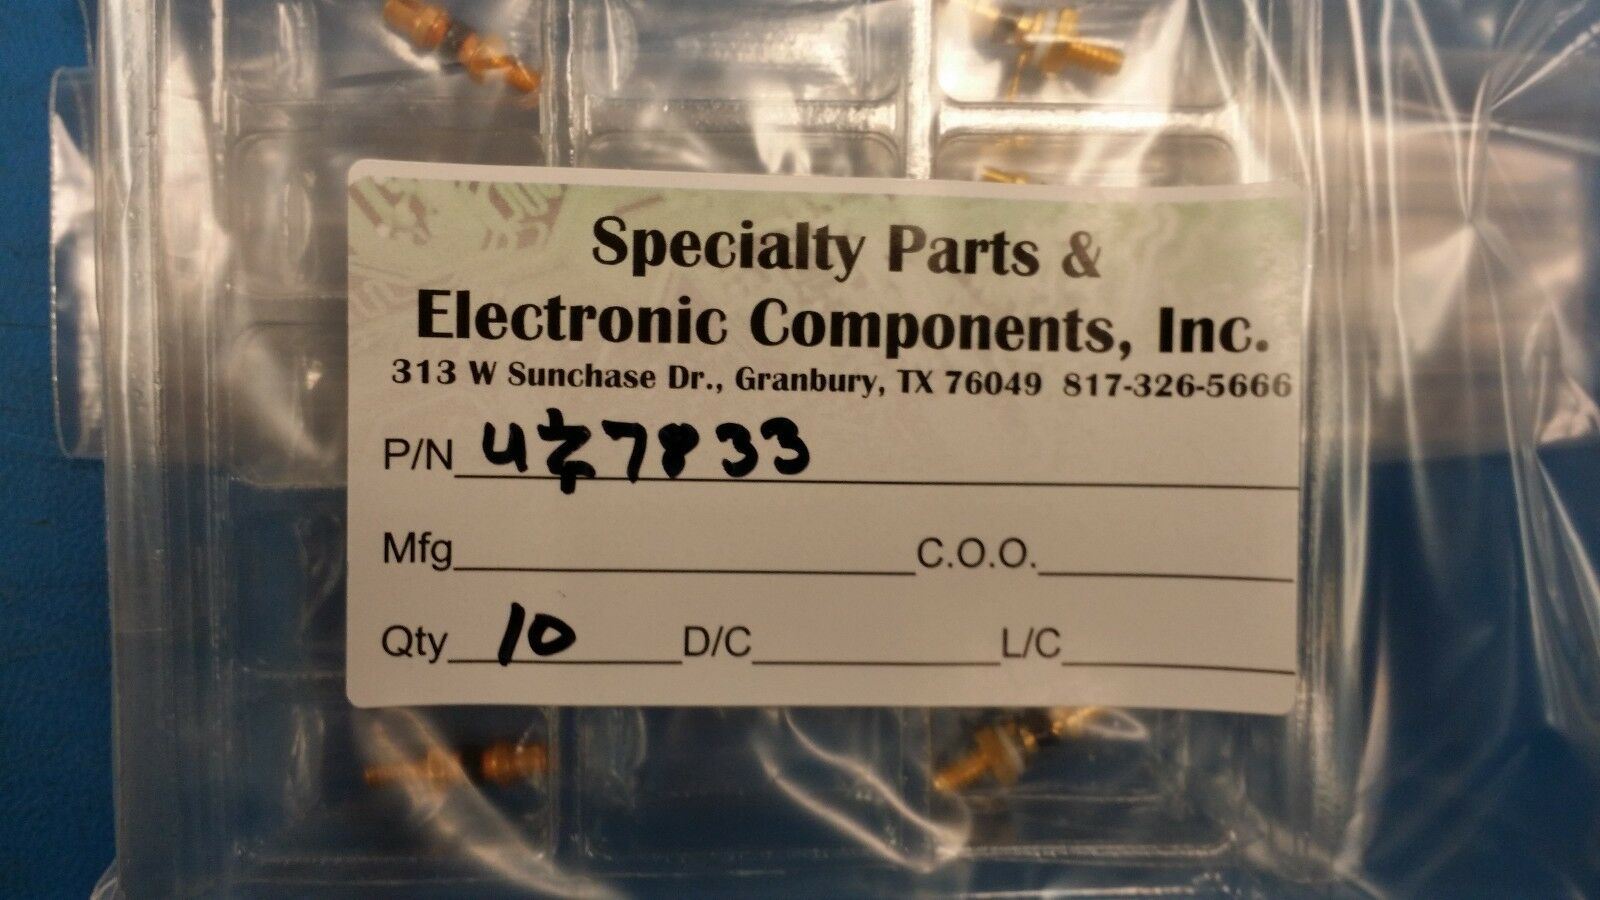 Specialty Parts &
Electronic Components, Inc.
313 W Sunchase Dr., Granbury, TX 76049 817-326-5666
P/N
Mfg C.O.O.
Qty 10 D/C L/C